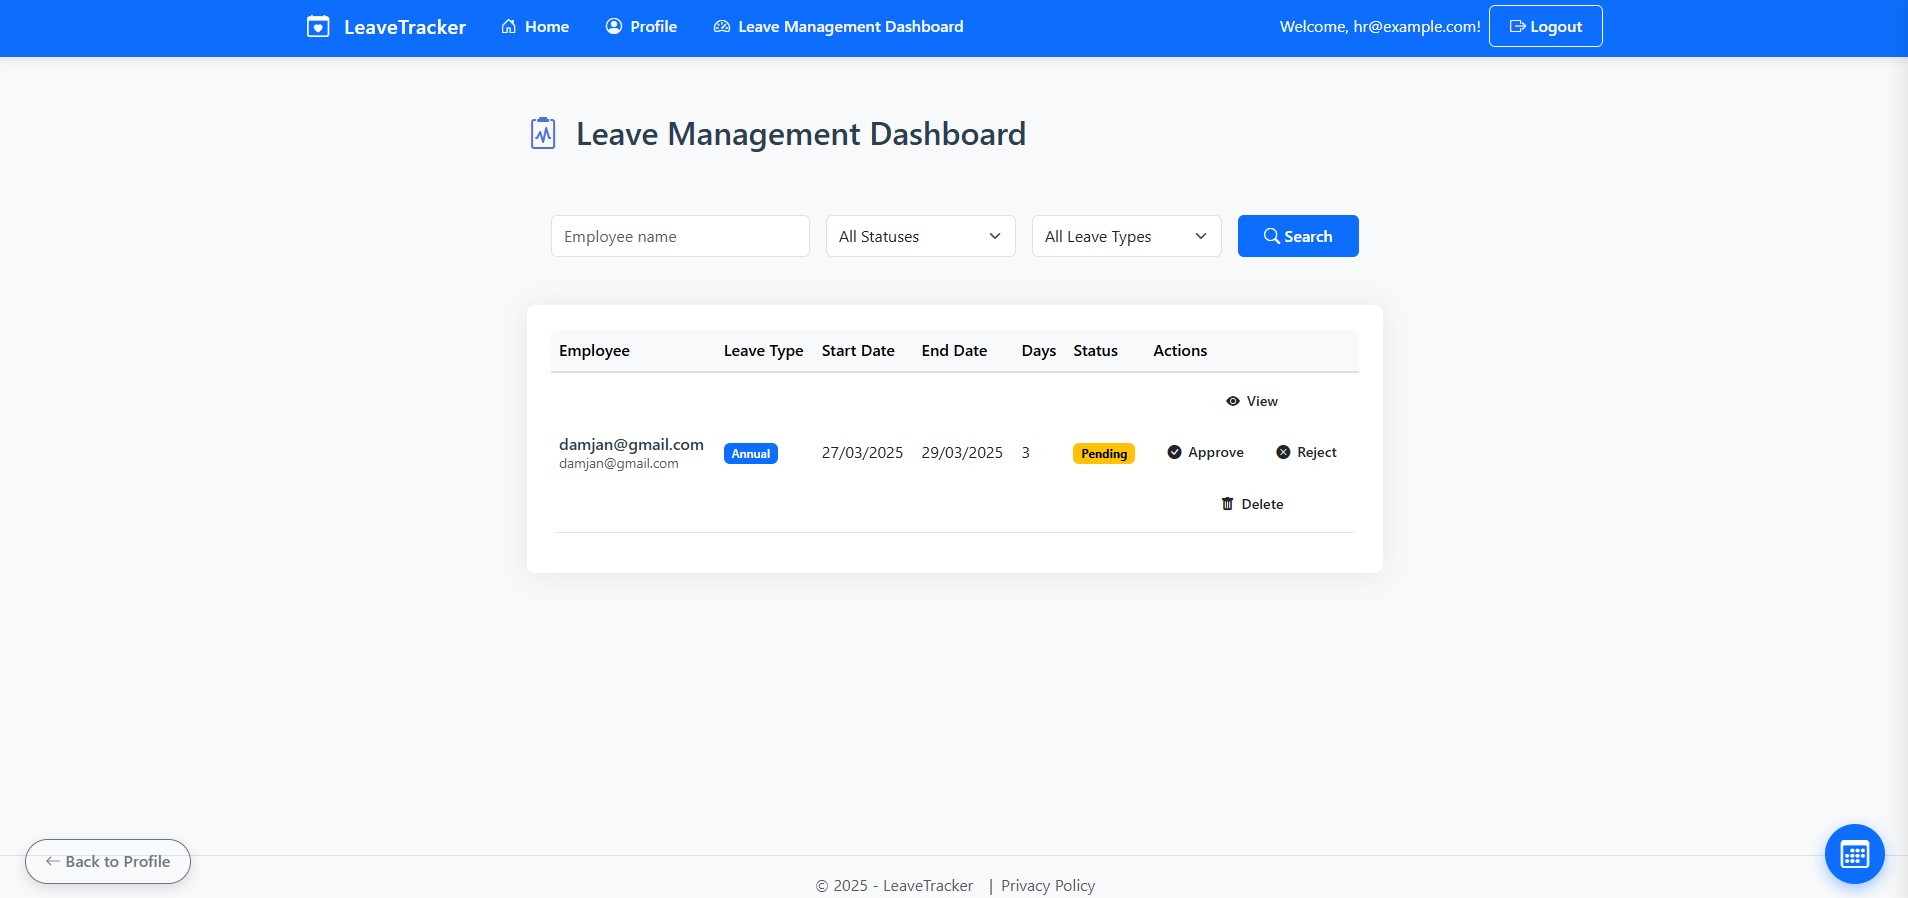 LeaveTracker Home Profile Leave Management Dashboard Welcome, hr@example.com! Logout
Leave Management Dashboard
Employee name All Statuses All Leave Types Search
Employee Leave Type Start Date End Date Days Status Actions
View
damjan@gmail.com
damjan@gmail.com
Annual 27/03/2025 29/03/2025 3 Pending Approve Reject
Delete
Back to Profile
© 2025 - LeaveTracker | Privacy Policy